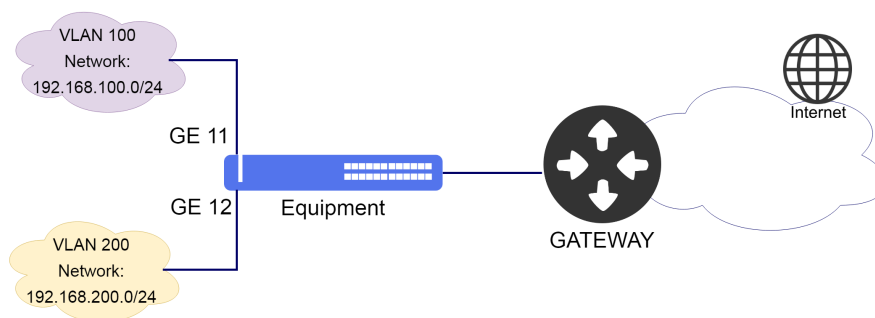 VLAN 100
Network:
192.168.100.0/24
GE 11
GE 12
Equipment
VLAN 200
Network:
192.168.200.0/24
GATEWAY
Internet